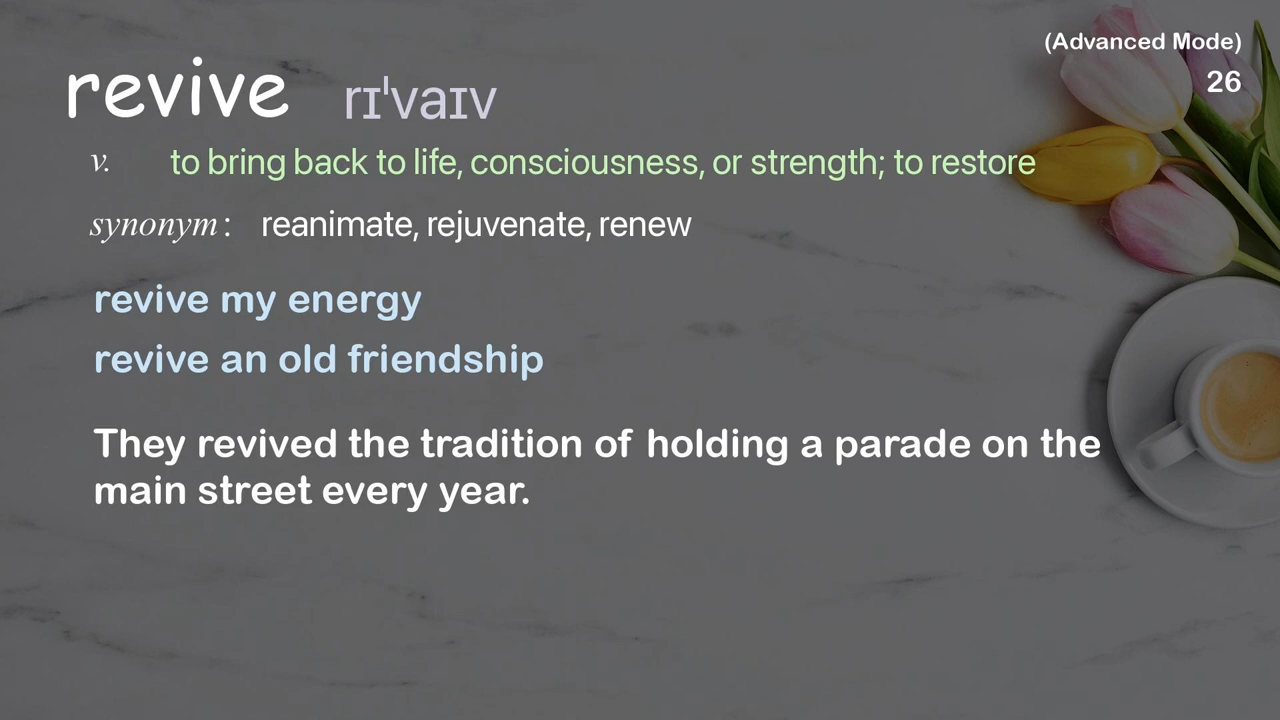 (Advanced Mode)
26
revive rɪˈvaɪv
v. to bring back to life, consciousness, or strength; to restore
synonym: reanimate, rejuvenate, renew
revive my energy
revive an old friendship
They revived the tradition of holding a parade on the
main street every year.